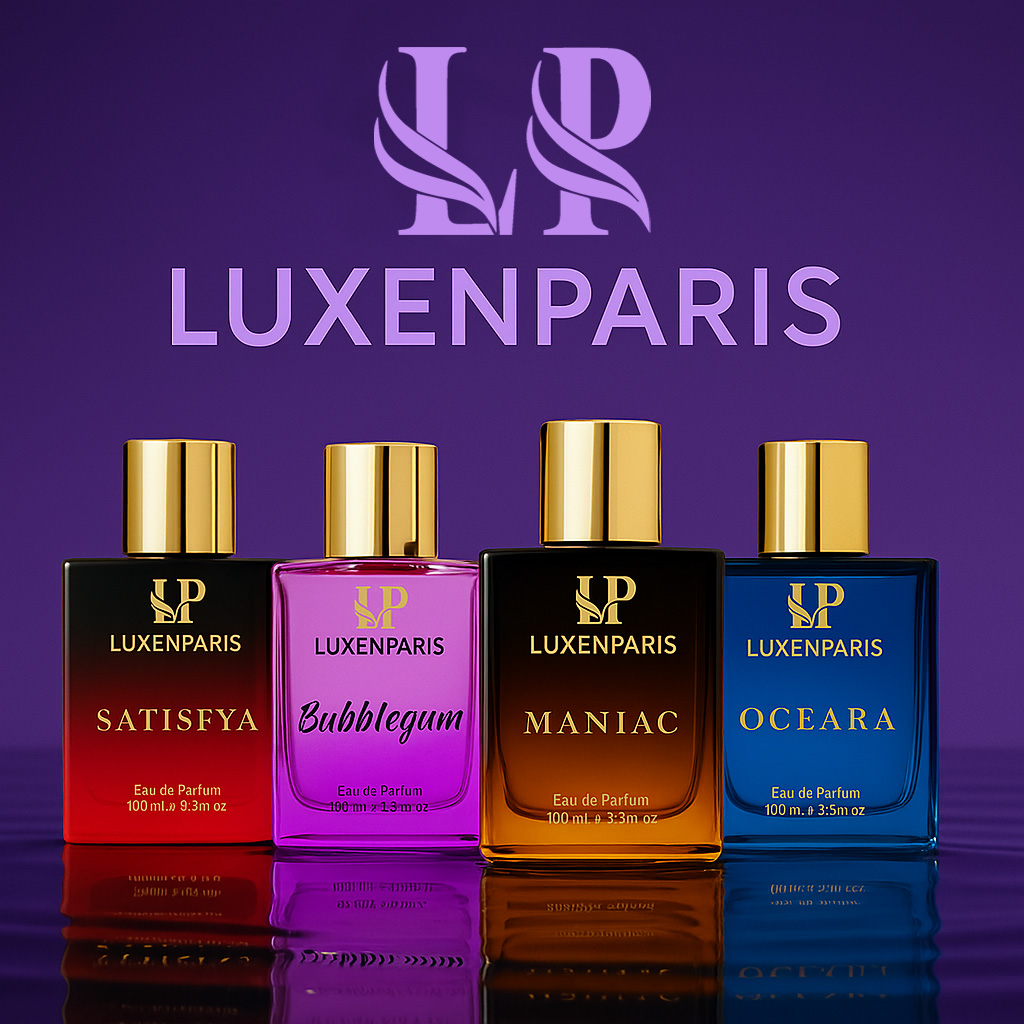 LP
LUXENPARIS
LP
LUXENPARIS
SATISFYA
Eau de Parfum
100 ml.» 9:3m oz
LP
LUXENPARIS
Bubblegum
Eau de Parfum
LP
LUXENPARIS
MANIAC
Eau de Parfum
100 ml. 3:3m oz
LP
LUXENPARIS
OCEARA
Eau de Parfum
100 m. 3:5m oz